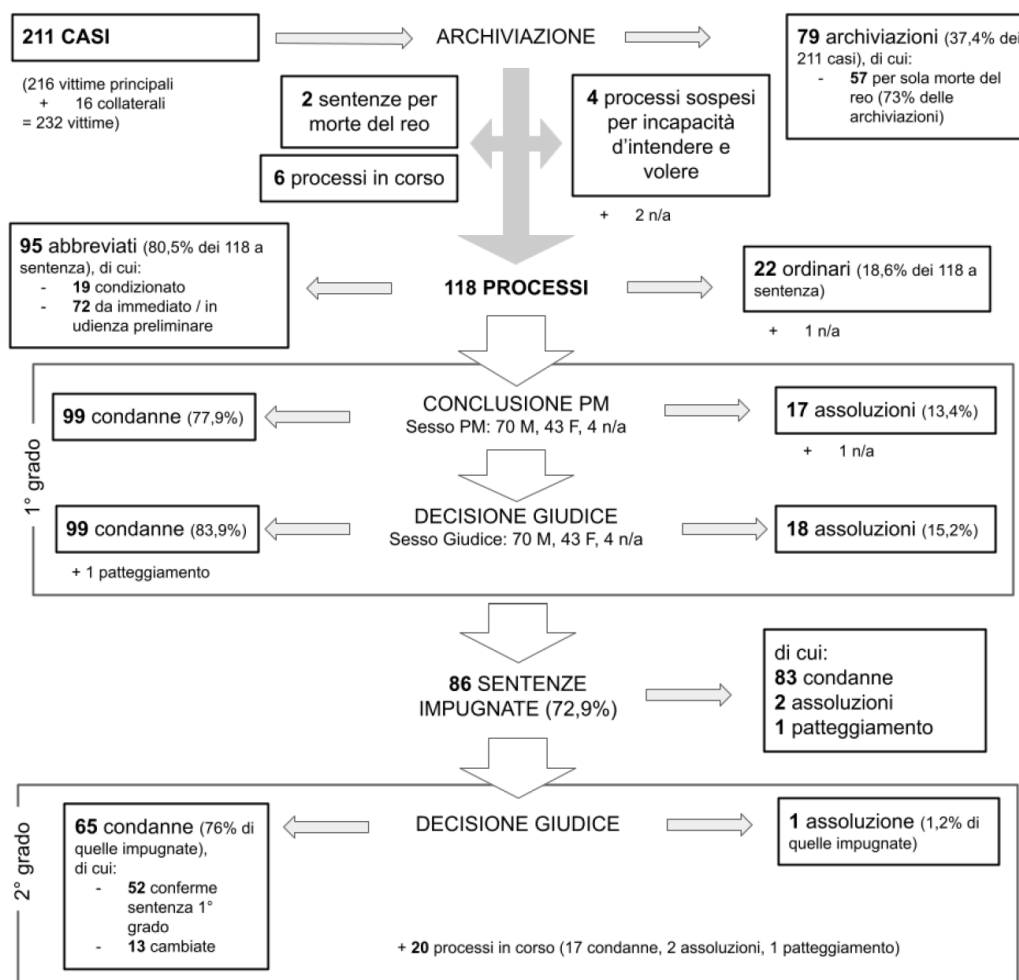 211 CASI
(216 vittime principali
+ 16 collaterali
= 232 vittime)
ARCHIVIAZIONE
79 archiviazioni (37,4% dei
211 casi), di cui:
- 57 per sola morte del
reo (73% delle
archiviazioni)
2 sentenze per
morte del reo
6 processi in corso
4 processi sospesi
per incapacità
d'intendere e
volere
+ 2 n/a
95 abbreviati (80,5% dei 118 a
sentenza), di cui:
- 19 condizionato
- 72 da immediato / in
udienza preliminare
118 PROCESSI
22 ordinari (18,6% dei 118 a
sentenza)
+ 1 n/a
1° grado
99 condanne (77,9%)
CONCLUSIONE PM
Sesso PM: 70 M, 43 F, 4 n/a
17 assoluzioni (13,4%)
+ 1 n/a
99 condanne (83,9%)
+ 1 patteggiamento
DECISIONE GIUDICE
Sesso Giudice: 70 M, 43 F, 4 n/a
18 assoluzioni (15,2%)
86 SENTENZE
IMPUGNATE (72,9%)
di cui:
83 condanne
2 assoluzioni
1 patteggiamento
2° grado
65 condanne (76% di
quelle impugnate),
di cui:
- 52 conferme
sentenza 1°
grado
- 13 cambiate
DECISIONE GIUDICE
1 assoluzione (1,2% di
quelle impugnate)
+ 20 processi in corso (17 condanne, 2 assoluzioni, 1 patteggiamento)